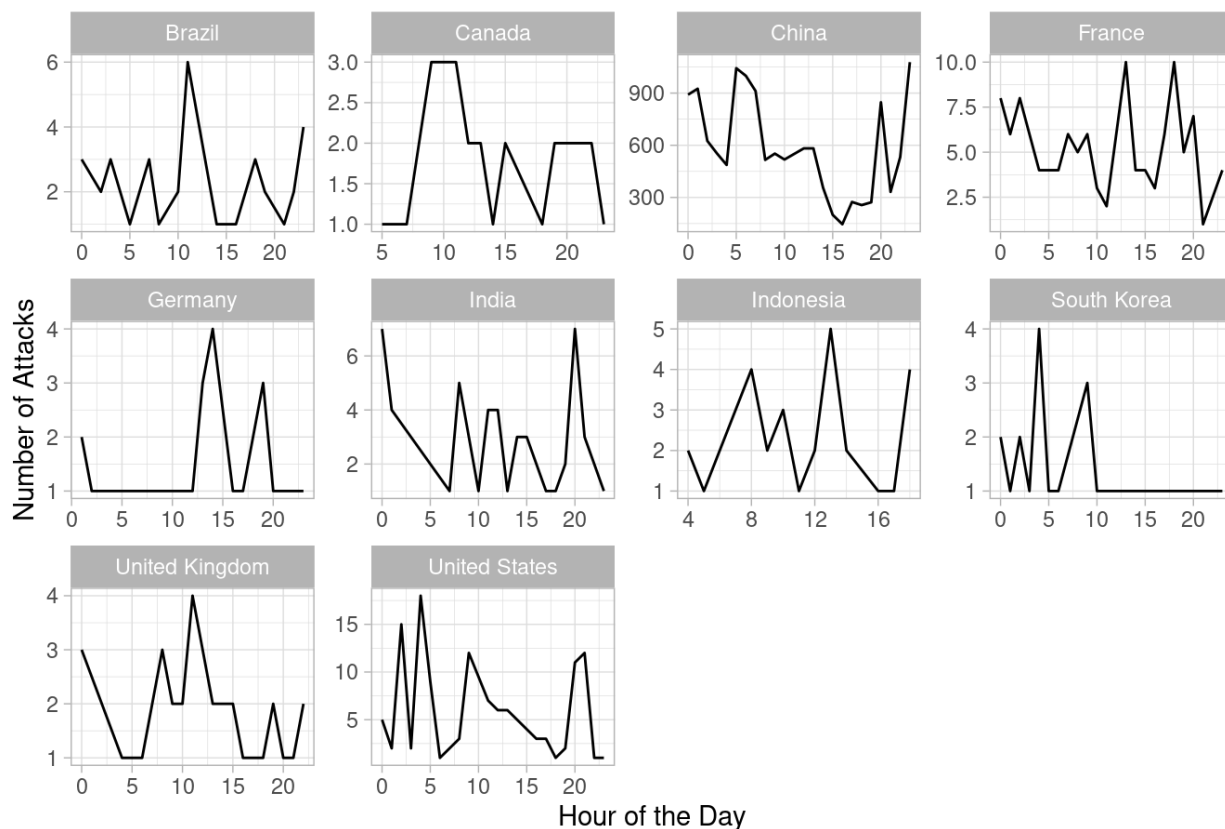 Brazil
Canada
China
France
6
4
2
0 5 10 15 20
3.0
2.5
2.0
1.5
1.0
5 10 15 20
900
600
300
0 5 10 15 20
10.0
7.5
5.0
2.5
0 5 10 15 20
Germany
India
Indonesia
South Korea
4
3
2
1
0 5 10 15 20
6
4
2
0 5 10 15 20
5
4
3
2
1
4 8 12 16
4
3
2
1
0 5 10 15 20
United Kingdom
United States
4
3
2
1
0 5 10 15 20
15
10
5
0 5 10 15 20
Number of Attacks
Hour of the Day